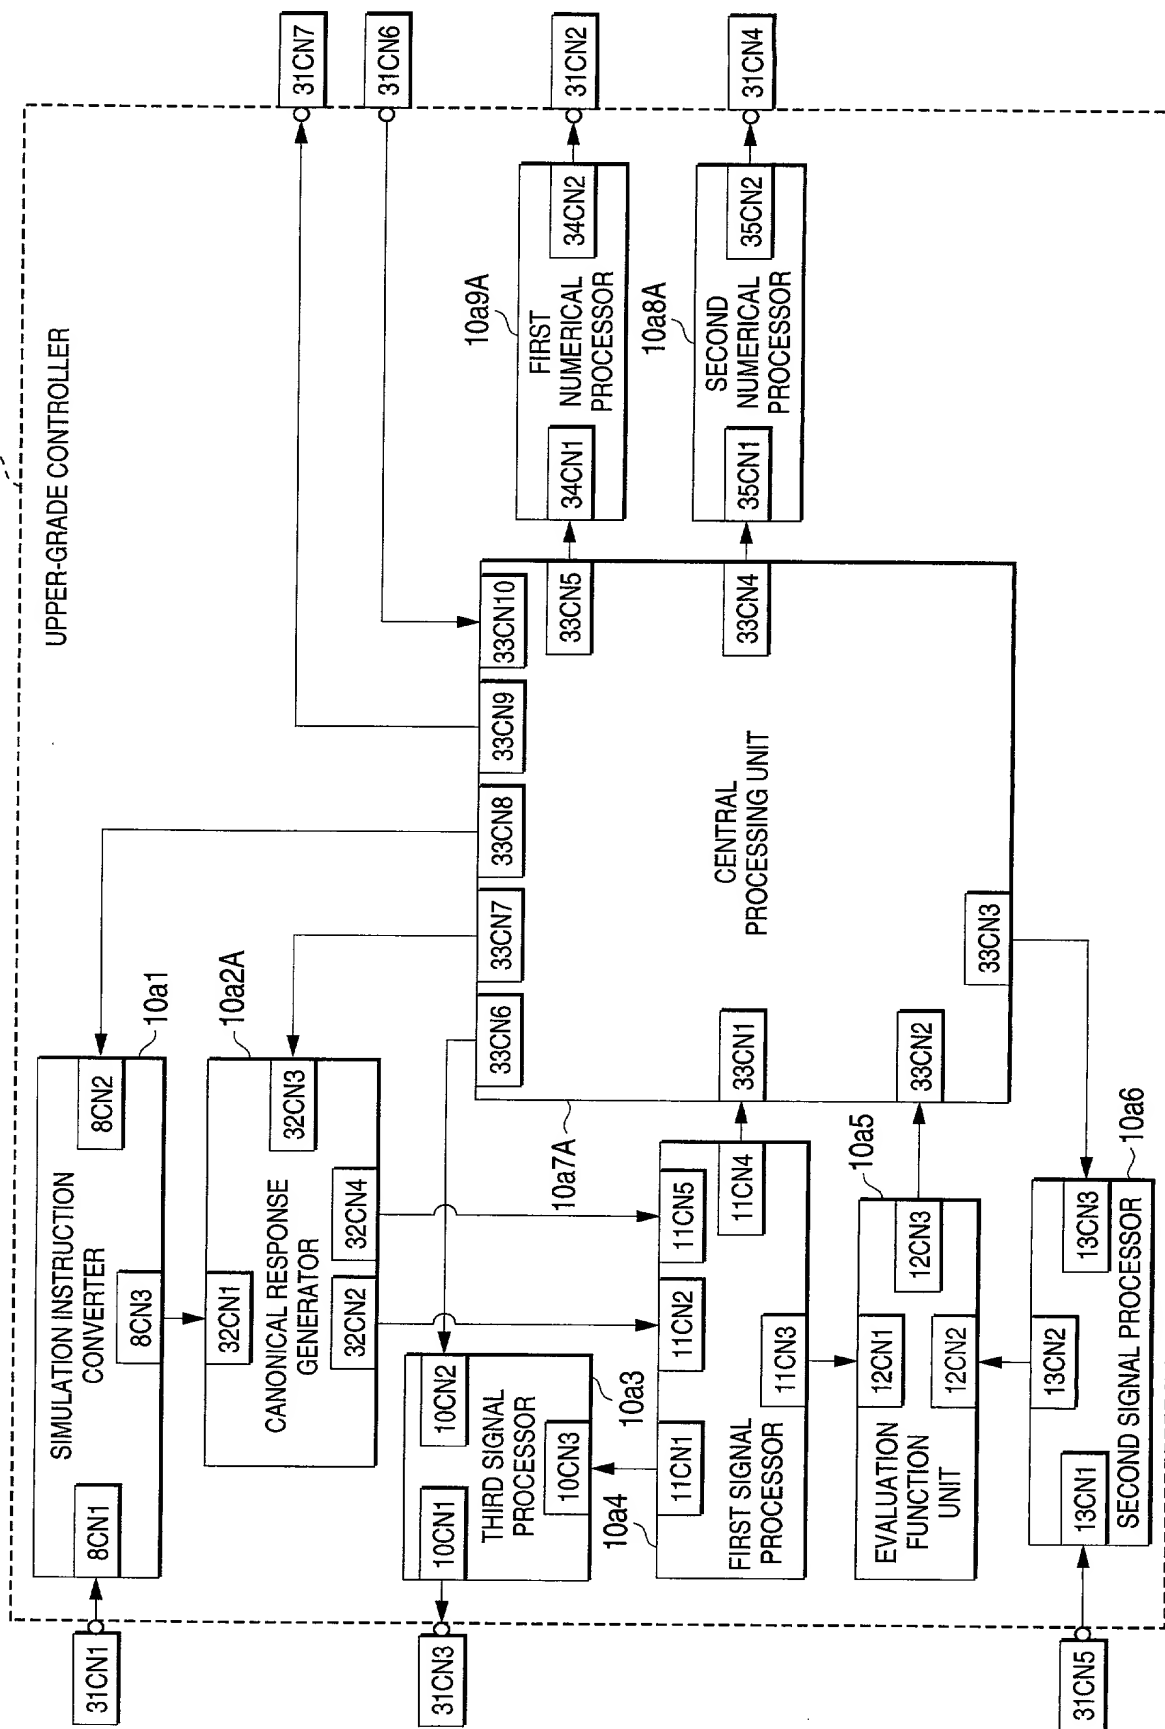 UPPER-GRADE CONTROLLER
31CN1
8CN1
SIMULATION INSTRUCTION
CONVERTER
8CN3
8CN2
10a1
32CN1
CANONICAL RESPONSE
GENERATOR
32CN2
32CN4
32CN3
10a2A
31CN3
10CN1
THIRD SIGNAL
PROCESSOR
10CN2
10CN3
10a3
10a4
FIRST SIGNAL
PROCESSOR
11CN1
11CN2
11CN5
11CN3
11CN4
EVALUATION
FUNCTION
UNIT
12CN1
12CN2
12CN3
10a5
31CN5
13CN1
SECOND SIGNAL PROCESSOR
13CN2
13CN3
10a6
10a7A
33CN6
33CN7
33CN8
33CN9
33CN10
33CN1
33CN2
33CN3
CENTRAL
PROCESSING UNIT
33CN5
33CN4
10a9A
34CN1
FIRST
NUMERICAL
PROCESSOR
34CN2
10a8A
35CN1
SECOND
NUMERICAL
PROCESSOR
35CN2
31CN7
31CN6
31CN2
31CN4